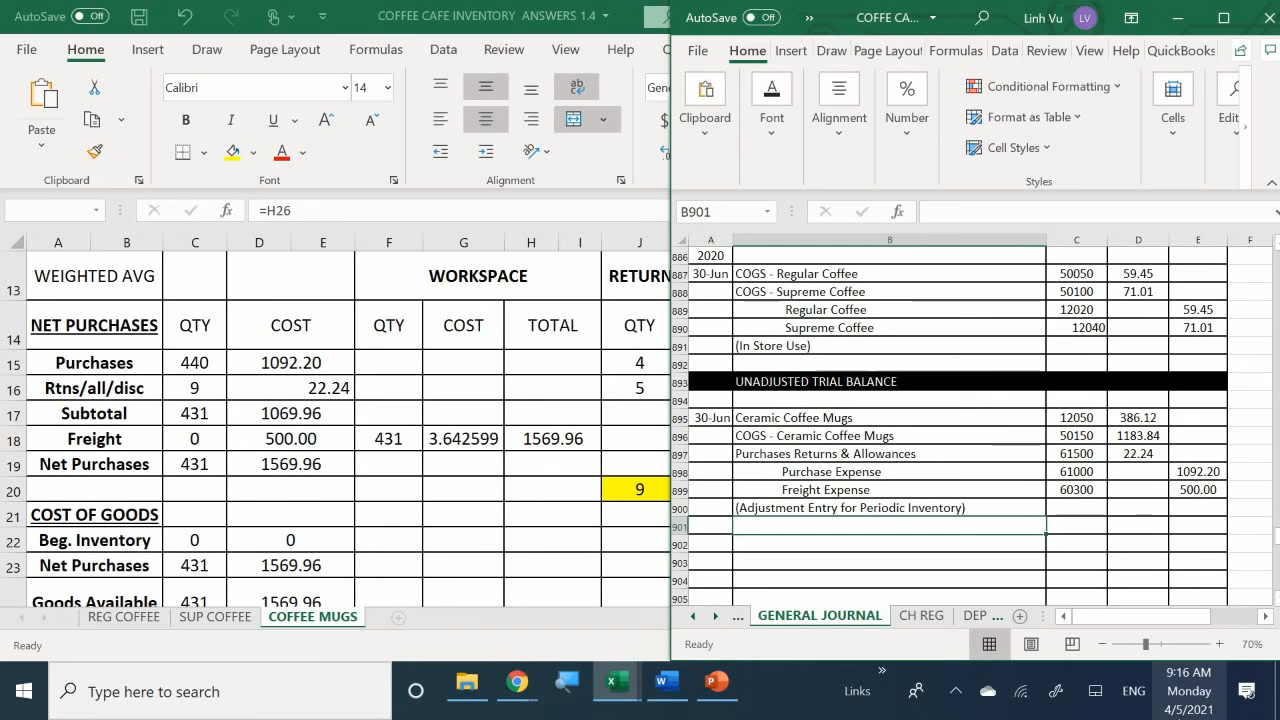 AutoSave Off COFFEE CAFE INVENTORY ANSWERS 1.4
File Home Insert Draw Page Layout Formulas Data Review View Help
Paste
Calibri 14
B I U A A
ab
Clipboard Font Alignment
=H26
A B C D E F G H I J
13 WEIGHTED AVG WORKSPACE RETURN
14 NET PURCHASES QTY COST QTY COST TOTAL QTY
15 Purchases 440 1092.20 4
16 Rtns/all/disc 9 22.24 5
17 Subtotal 431 1069.96
18 Freight 0 500.00 431 3.642599 1569.96
19 Net Purchases 431 1569.96
20 9
21 COST OF GOODS
22 Beg. Inventory 0 0
23 Net Purchases 431 1569.96
Goods Available 431 1569.96
REG COFFEE SUP COFFEE COFFEE MUGS
Ready
AutoSave Off COFFE CA... Linh Vu LV
File Home Insert Draw Page Layout Formulas Data Review View Help QuickBooks
Clipboard Font Alignment Number
Conditional Formatting
Format as Table
Cell Styles
Styles
Cells
Edit
B901
A B C D E F
886 2020
887 30-Jun COGS - Regular Coffee 50050 59.45
888 COGS - Supreme Coffee 50100 71.01
889 Regular Coffee 12020 59.45
890 Supreme Coffee 12040 71.01
891 (In Store Use)
892
893 UNADJUSTED TRIAL BALANCE
894
895 30-Jun Ceramic Coffee Mugs 12050 386.12
896 COGS - Ceramic Coffee Mugs 50150 1183.84
897 Purchases Returns & Allowances 61500 22.24
898 Purchase Expense 61000 1092.20
899 Freight Expense 60300 500.00
900 (Adjustment Entry for Periodic Inventory)
901
902
903
904
905
... GENERAL JOURNAL CH REG DEP ...
Ready 70%
Type here to search
Links ENG
9:16 AM
Monday
4/5/2021